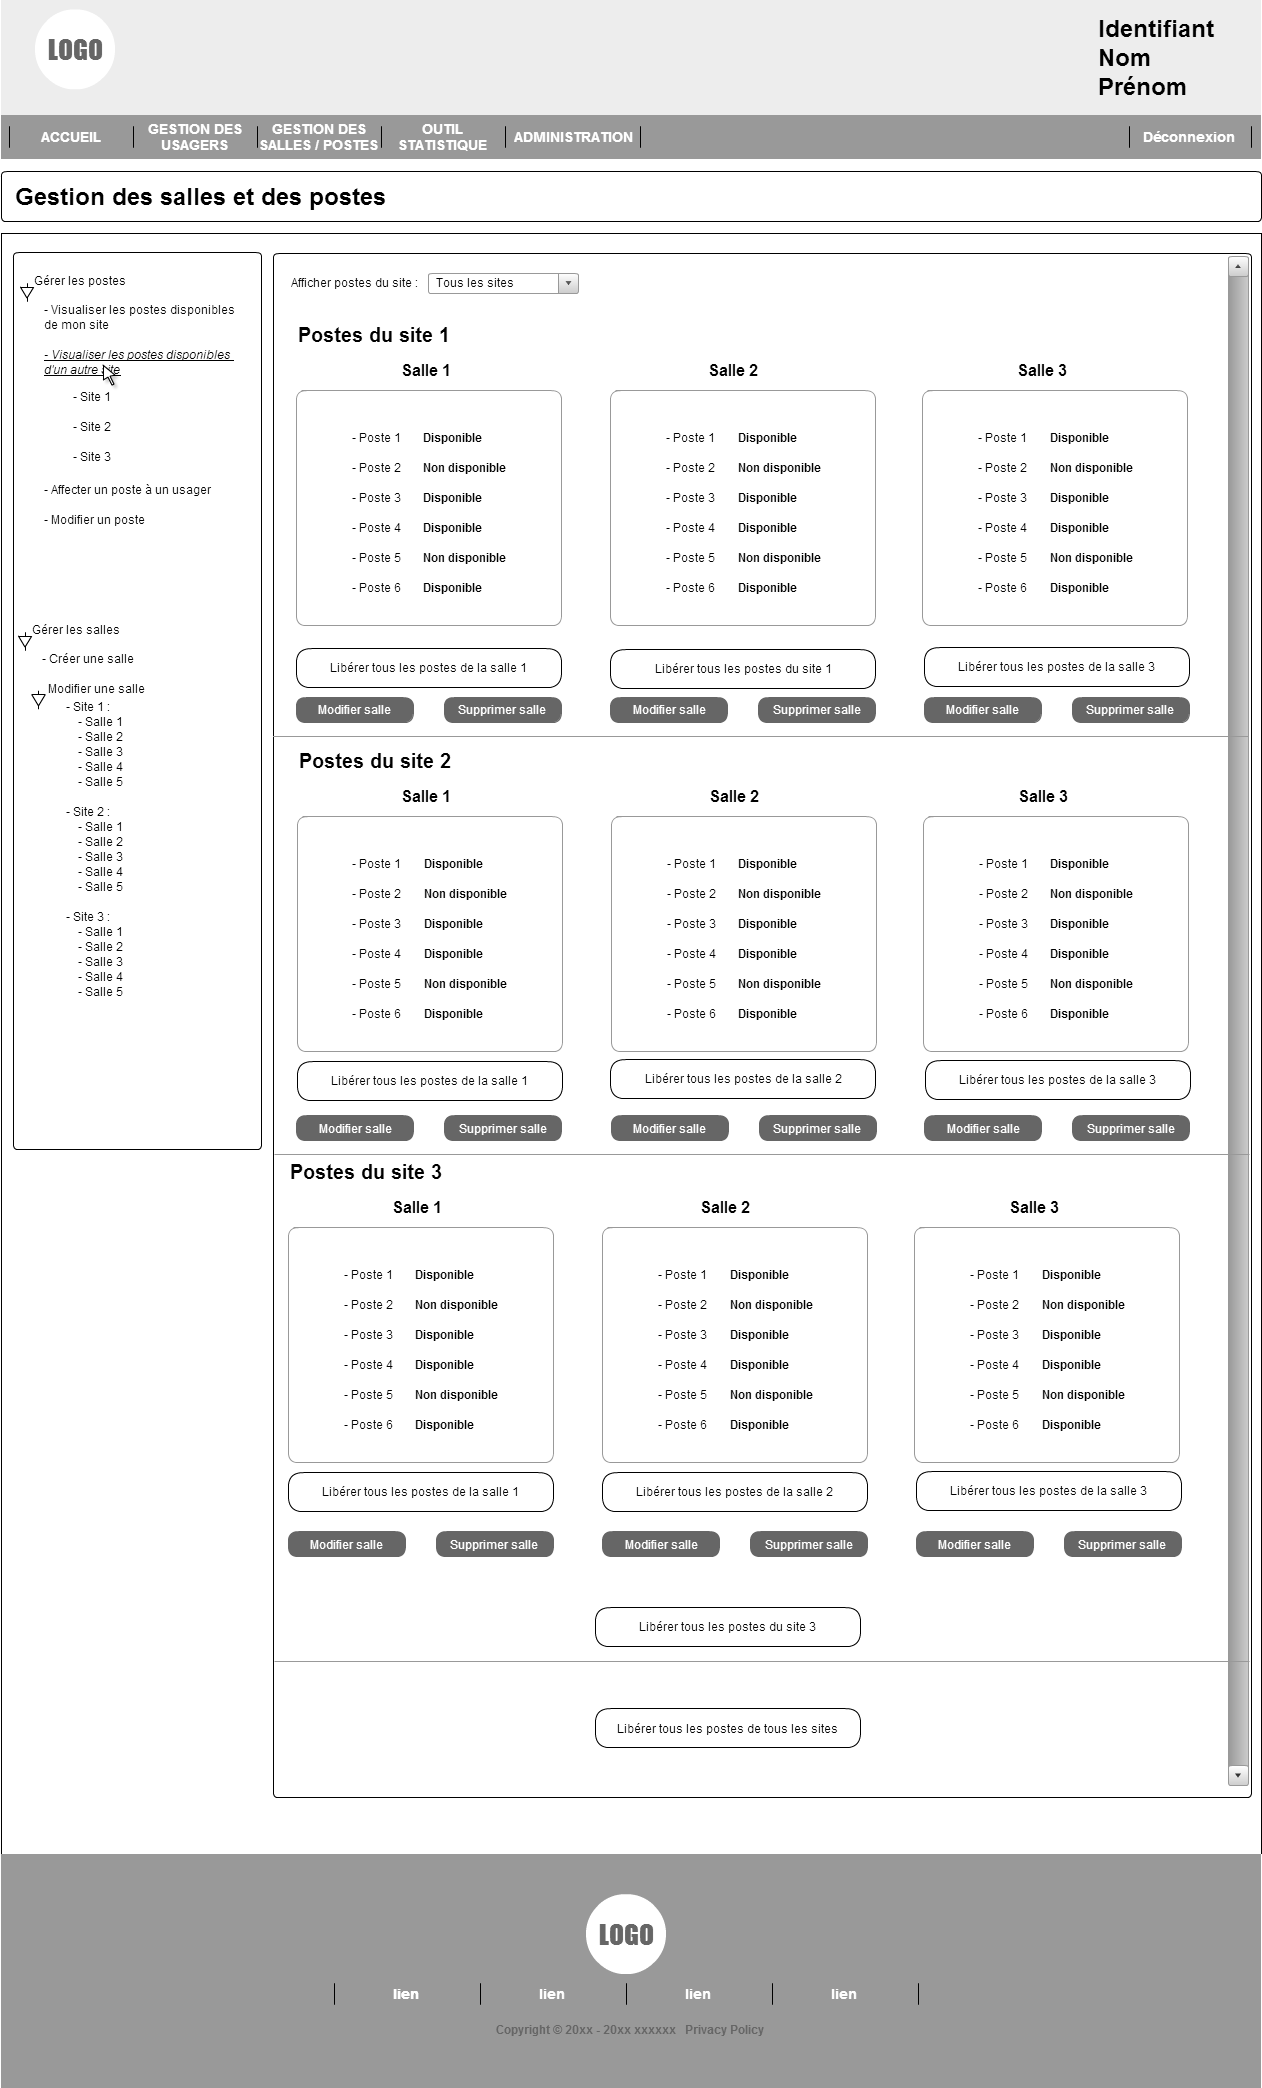 LOGO
Identifiant
Nom
Prénom
ACCUEIL
GESTION DES
USAGERS
GESTION DES
SALLES / POSTES
OUTIL
STATISTIQUE
ADMINISTRATION
Déconnexion
Gestion des salles et des postes
Gérer les postes
- Visualiser les postes disponibles
de mon site
- Visualiser les postes disponibles
d'un autre site
- Site 1
- Site 2
- Site 3
- Affecter un poste à un usager
- Modifier un poste
Gérer les salles
- Créer une salle
Modifier une salle
- Site 1 :
- Salle 1
- Salle 2
- Salle 3
- Salle 4
- Salle 5
- Site 2 :
- Salle 1
- Salle 2
- Salle 3
- Salle 4
- Salle 5
- Site 3 :
- Salle 1
- Salle 2
- Salle 3
- Salle 4
- Salle 5
Afficher postes du site : Tous les sites
Postes du site 1
Salle 1 Salle 2 Salle 3
- Poste 1 Disponible - Poste 1 Disponible - Poste 1 Disponible
- Poste 2 Non disponible - Poste 2 Non disponible - Poste 2 Non disponible
- Poste 3 Disponible - Poste 3 Disponible - Poste 3 Disponible
- Poste 4 Disponible - Poste 4 Disponible - Poste 4 Disponible
- Poste 5 Non disponible - Poste 5 Non disponible - Poste 5 Non disponible
- Poste 6 Disponible - Poste 6 Disponible - Poste 6 Disponible
Libérer tous les postes de la salle 1 Libérer tous les postes du site 1 Libérer tous les postes de la salle 3
Modifier salle Supprimer salle Modifier salle Supprimer salle Modifier salle Supprimer salle
Postes du site 2
Salle 1 Salle 2 Salle 3
- Poste 1 Disponible - Poste 1 Disponible - Poste 1 Disponible
- Poste 2 Non disponible - Poste 2 Non disponible - Poste 2 Non disponible
- Poste 3 Disponible - Poste 3 Disponible - Poste 3 Disponible
- Poste 4 Disponible - Poste 4 Disponible - Poste 4 Disponible
- Poste 5 Non disponible - Poste 5 Non disponible - Poste 5 Non disponible
- Poste 6 Disponible - Poste 6 Disponible - Poste 6 Disponible
Libérer tous les postes de la salle 1 Libérer tous les postes de la salle 2 Libérer tous les postes de la salle 3
Modifier salle Supprimer salle Modifier salle Supprimer salle Modifier salle Supprimer salle
Postes du site 3
Salle 1 Salle 2 Salle 3
- Poste 1 Disponible - Poste 1 Disponible - Poste 1 Disponible
- Poste 2 Non disponible - Poste 2 Non disponible - Poste 2 Non disponible
- Poste 3 Disponible - Poste 3 Disponible - Poste 3 Disponible
- Poste 4 Disponible - Poste 4 Disponible - Poste 4 Disponible
- Poste 5 Non disponible - Poste 5 Non disponible - Poste 5 Non disponible
- Poste 6 Disponible - Poste 6 Disponible - Poste 6 Disponible
Libérer tous les postes de la salle 1 Libérer tous les postes de la salle 2 Libérer tous les postes de la salle 3
Modifier salle Supprimer salle Modifier salle Supprimer salle Modifier salle Supprimer salle
Libérer tous les postes du site 3
Libérer tous les postes de tous les sites
LOGO
lien lien lien lien
Copyright © 20xx - 20xx xxxxxx Privacy Policy